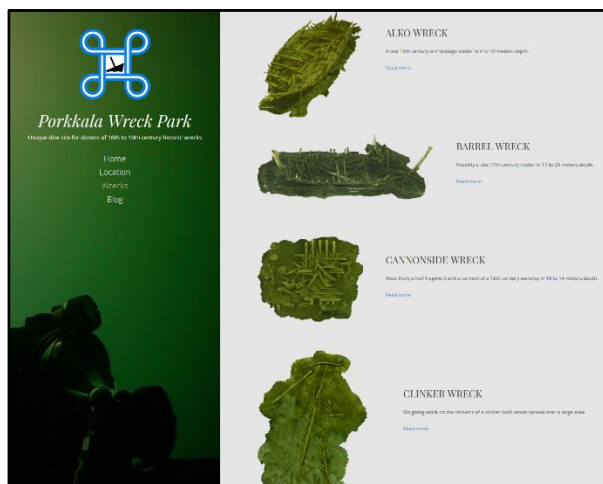 Porkkala Wreck Park
Unique dive site for dozens of 16th to 19th century historic wrecks
Home
Location
Wrecks
Blog
ALKO WRECK
A late 18th century archipelago trader in 4 to 10 meters depth.
Read more
BARREL WRECK
Possibly a late 17th century trader in 17 to 20 meters depth.
Read more
CANNONSIDE WRECK
Most likely a hull fragment and a cannon of a 18th century warship in 10 to 14 meters depth.
Read more
CLINKER WRECK
On-going work on the remains of a clinker built vessel spread over a large area.
Read more